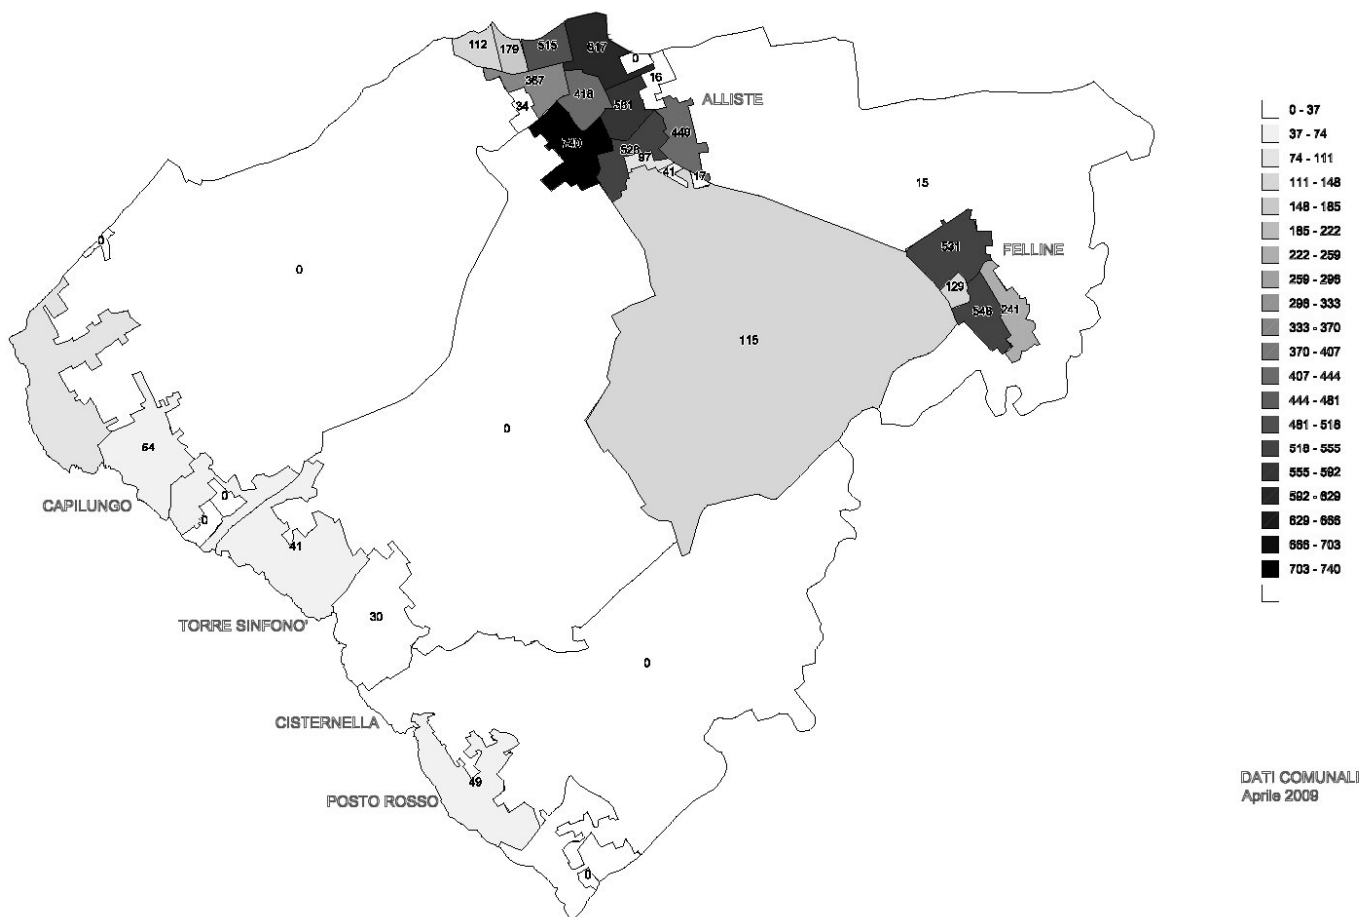 112
179
515
617
0
16
367
418
34
581
ALLISTE
449
740
528
97
41
17
15
0
0
531
FELLINE
129
548
241
115
0
64
CAPILUNGO
0
0
41
30
TORRE SINFONO'
0
CISTERNELLA
49
POSTO ROSSO
0
0 - 37
37 - 74
74 - 111
111 - 148
148 - 185
185 - 222
222 - 259
259 - 296
296 - 333
333 - 370
370 - 407
407 - 444
444 - 481
481 - 518
518 - 555
555 - 592
592 - 629
629 - 666
666 - 703
703 - 740
DATI COMUNALI
Aprile 2009